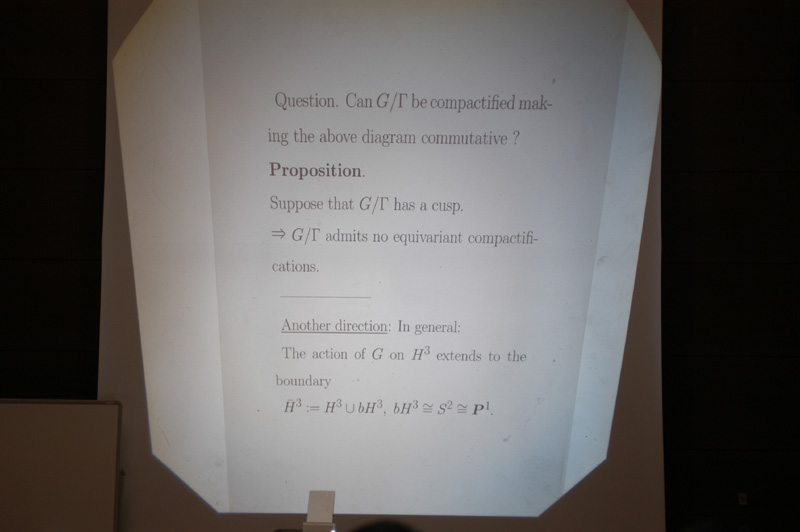 Question. Can G/Γ be compactified mak-
ing the above diagram commutative ?
Proposition.
Suppose that G/Γ has a cusp.
⇒ G/Γ admits no equivariant compactifi-
cations.
Another direction: In general:
The action of G on H³ extends to the
boundary
H̄³ := H³ ∪ bH³, bH³ ≅ S² ≅ P¹.